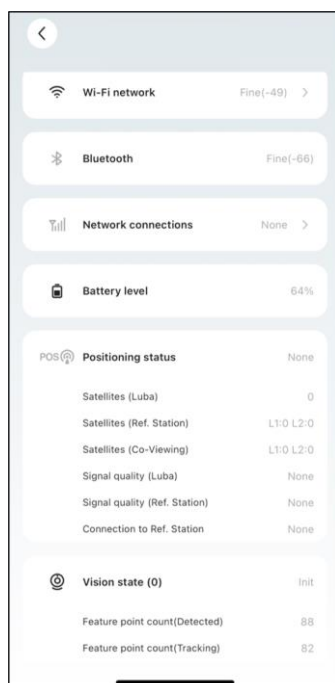 Wi-Fi network Fine(-49) >
Bluetooth Fine(-66)
Network connections None >
Battery level 64%
POS Positioning status None
Satellites (Luba) 0
Satellites (Ref. Station) L1:0 L2:0
Satellites (Co-Viewing) L1:0 L2:0
Signal quality (Luba) None
Signal quality (Ref. Station) None
Connection to Ref. Station None
Vision state (0) Init
Feature point count(Detected) 88
Feature point count(Tracking) 82